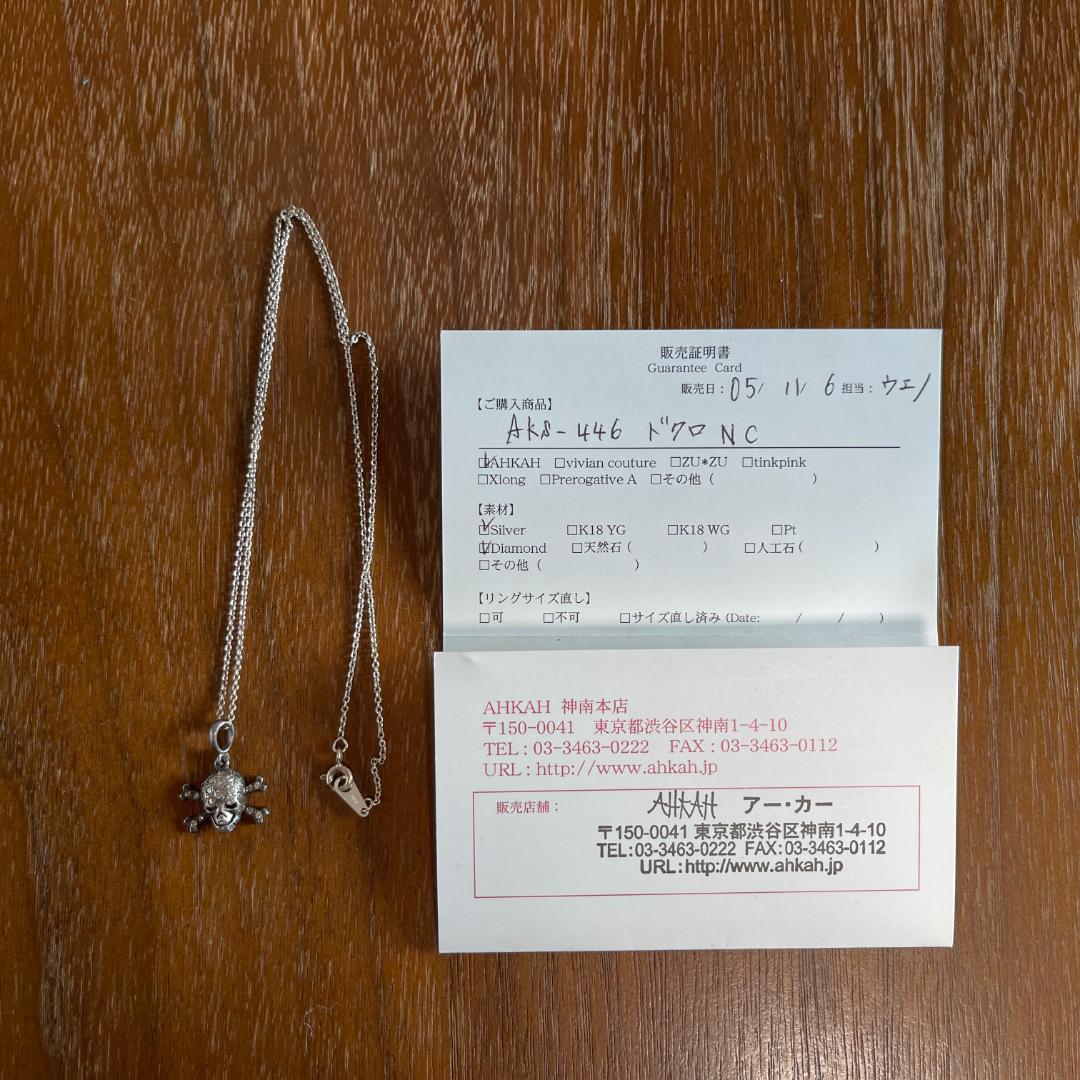 販売証明書
Guarantee Card
販売日：05/ 11/ 6 担当：ウエノ
【ご購入商品】
AKS-446 ドクロ NC
☑AHKAH □vivian couture □ZU*ZU □tinkpink
□Xiong □Prerogative A □その他（ ）
【素材】
☑Silver □K18 YG □K18 WG □Pt
☑Diamond □天然石（ ） □人工石（ ）
□その他（ ）
【リングサイズ直し】
□可 □不可 □サイズ直し済み (Date: / / )
AHKAH 神南本店
〒150-0041 東京都渋谷区神南1-4-10
TEL : 03-3463-0222 FAX : 03-3463-0112
URL : http://www.ahkah.jp
販売店舗： AHKAH アー・カー
〒150-0041 東京都渋谷区神南1-4-10
TEL:03-3463-0222 FAX:03-3463-0112
URL:http://www.ahkah.jp